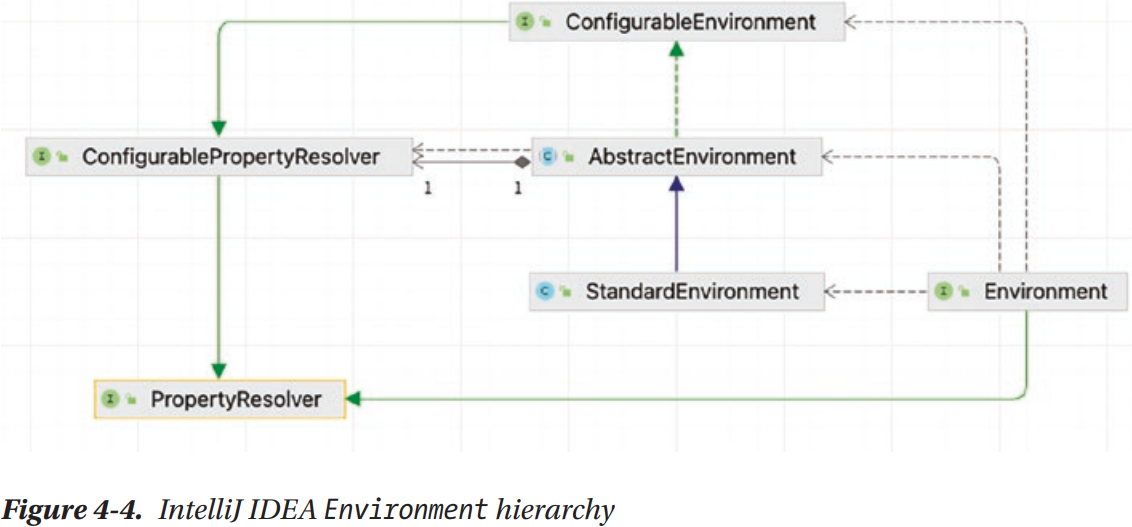 ConfigurableEnvironment
ConfigurablePropertyResolver
AbstractEnvironment
1
1
StandardEnvironment
Environment
PropertyResolver
Figure 4-4. IntelliJ IDEA Environment hierarchy